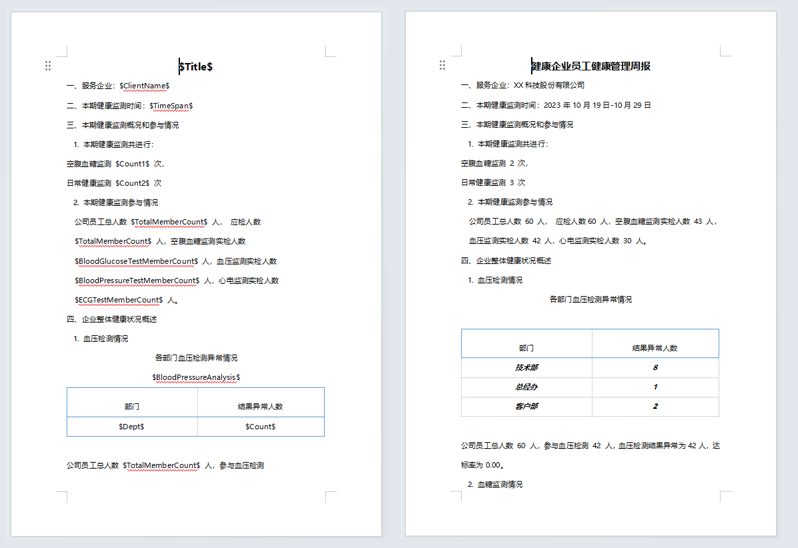 $Title$
一、服务企业：$ClientName$
二、本期健康监测时间：$TimeSpan$
三、本期健康监测概况和参与情况
1. 本期健康监测共进行：
空腹血糖监测 $Count1$ 次，
日常健康监测 $Count2$ 次
2. 本期健康监测参与情况
公司员工总人数 $TotalMemberCount$ 人， 应检人数
$TotalMemberCount$ 人，空腹血糖监测实检人数
$BloodGlucoseTestMemberCount$ 人，血压监测实检人数
$BloodPressureTestMemberCount$ 人，心电监测实检人数
$ECGTestMemberCount$ 人。
四、企业整体健康状况概述
1. 血压检测情况
各部门血压检测异常情况
$BloodPressureAnalysis$
部门 结果异常人数
$Dept$ $Count$
公司员工总人数 $TotalMemberCount$ 人，参与血压检测
健康企业员工健康管理周报
一、服务企业：XX 科技股份有限公司
二、本期健康监测时间：2023 年 10 月 19 日-10 月 29 日
三、本期健康监测概况和参与情况
1. 本期健康监测共进行：
空腹血糖监测 2 次，
日常健康监测 3 次
2. 本期健康监测参与情况
公司员工总人数 60 人， 应检人数 60 人，空腹血糖监测实检人数 43 人，
血压监测实检人数 42 人，心电监测实检人数 30 人。
四、企业整体健康状况概述
1. 血压检测情况
各部门血压检测异常情况
部门 结果异常人数
技术部 8
总经办 1
客户部 2
公司员工总人数 60 人，参与血压检测 42 人，血压检测结果异常为 42 人，达
标率为 0.00。
2. 血糖监测情况